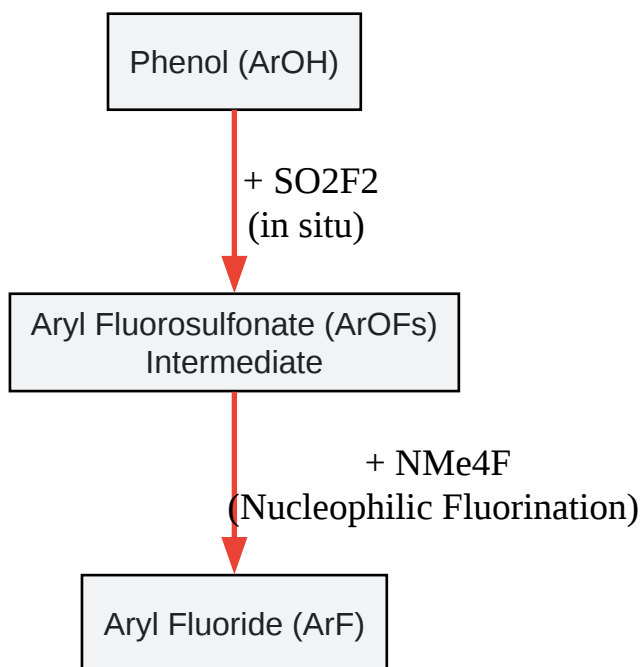 Phenol (ArOH)
+ SO2F2
(in situ)
Aryl Fluorosulfonate (ArOFs)
Intermediate
+ NMe4F
(Nucleophilic Fluorination)
Aryl Fluoride (ArF)